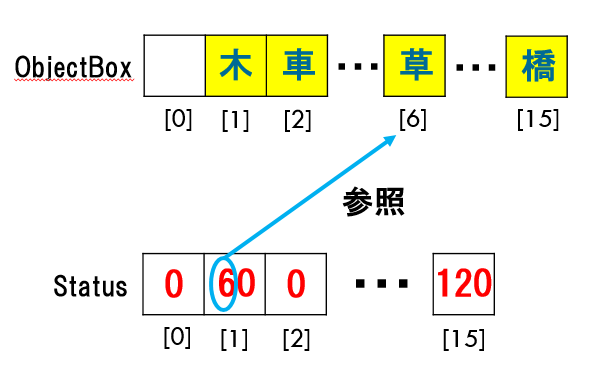 ObjectBox 木 車 … 草 … 橋
[0] [1] [2] [6] [15]
参照
Status 0 60 0 … 120
[0] [1] [2] [15]